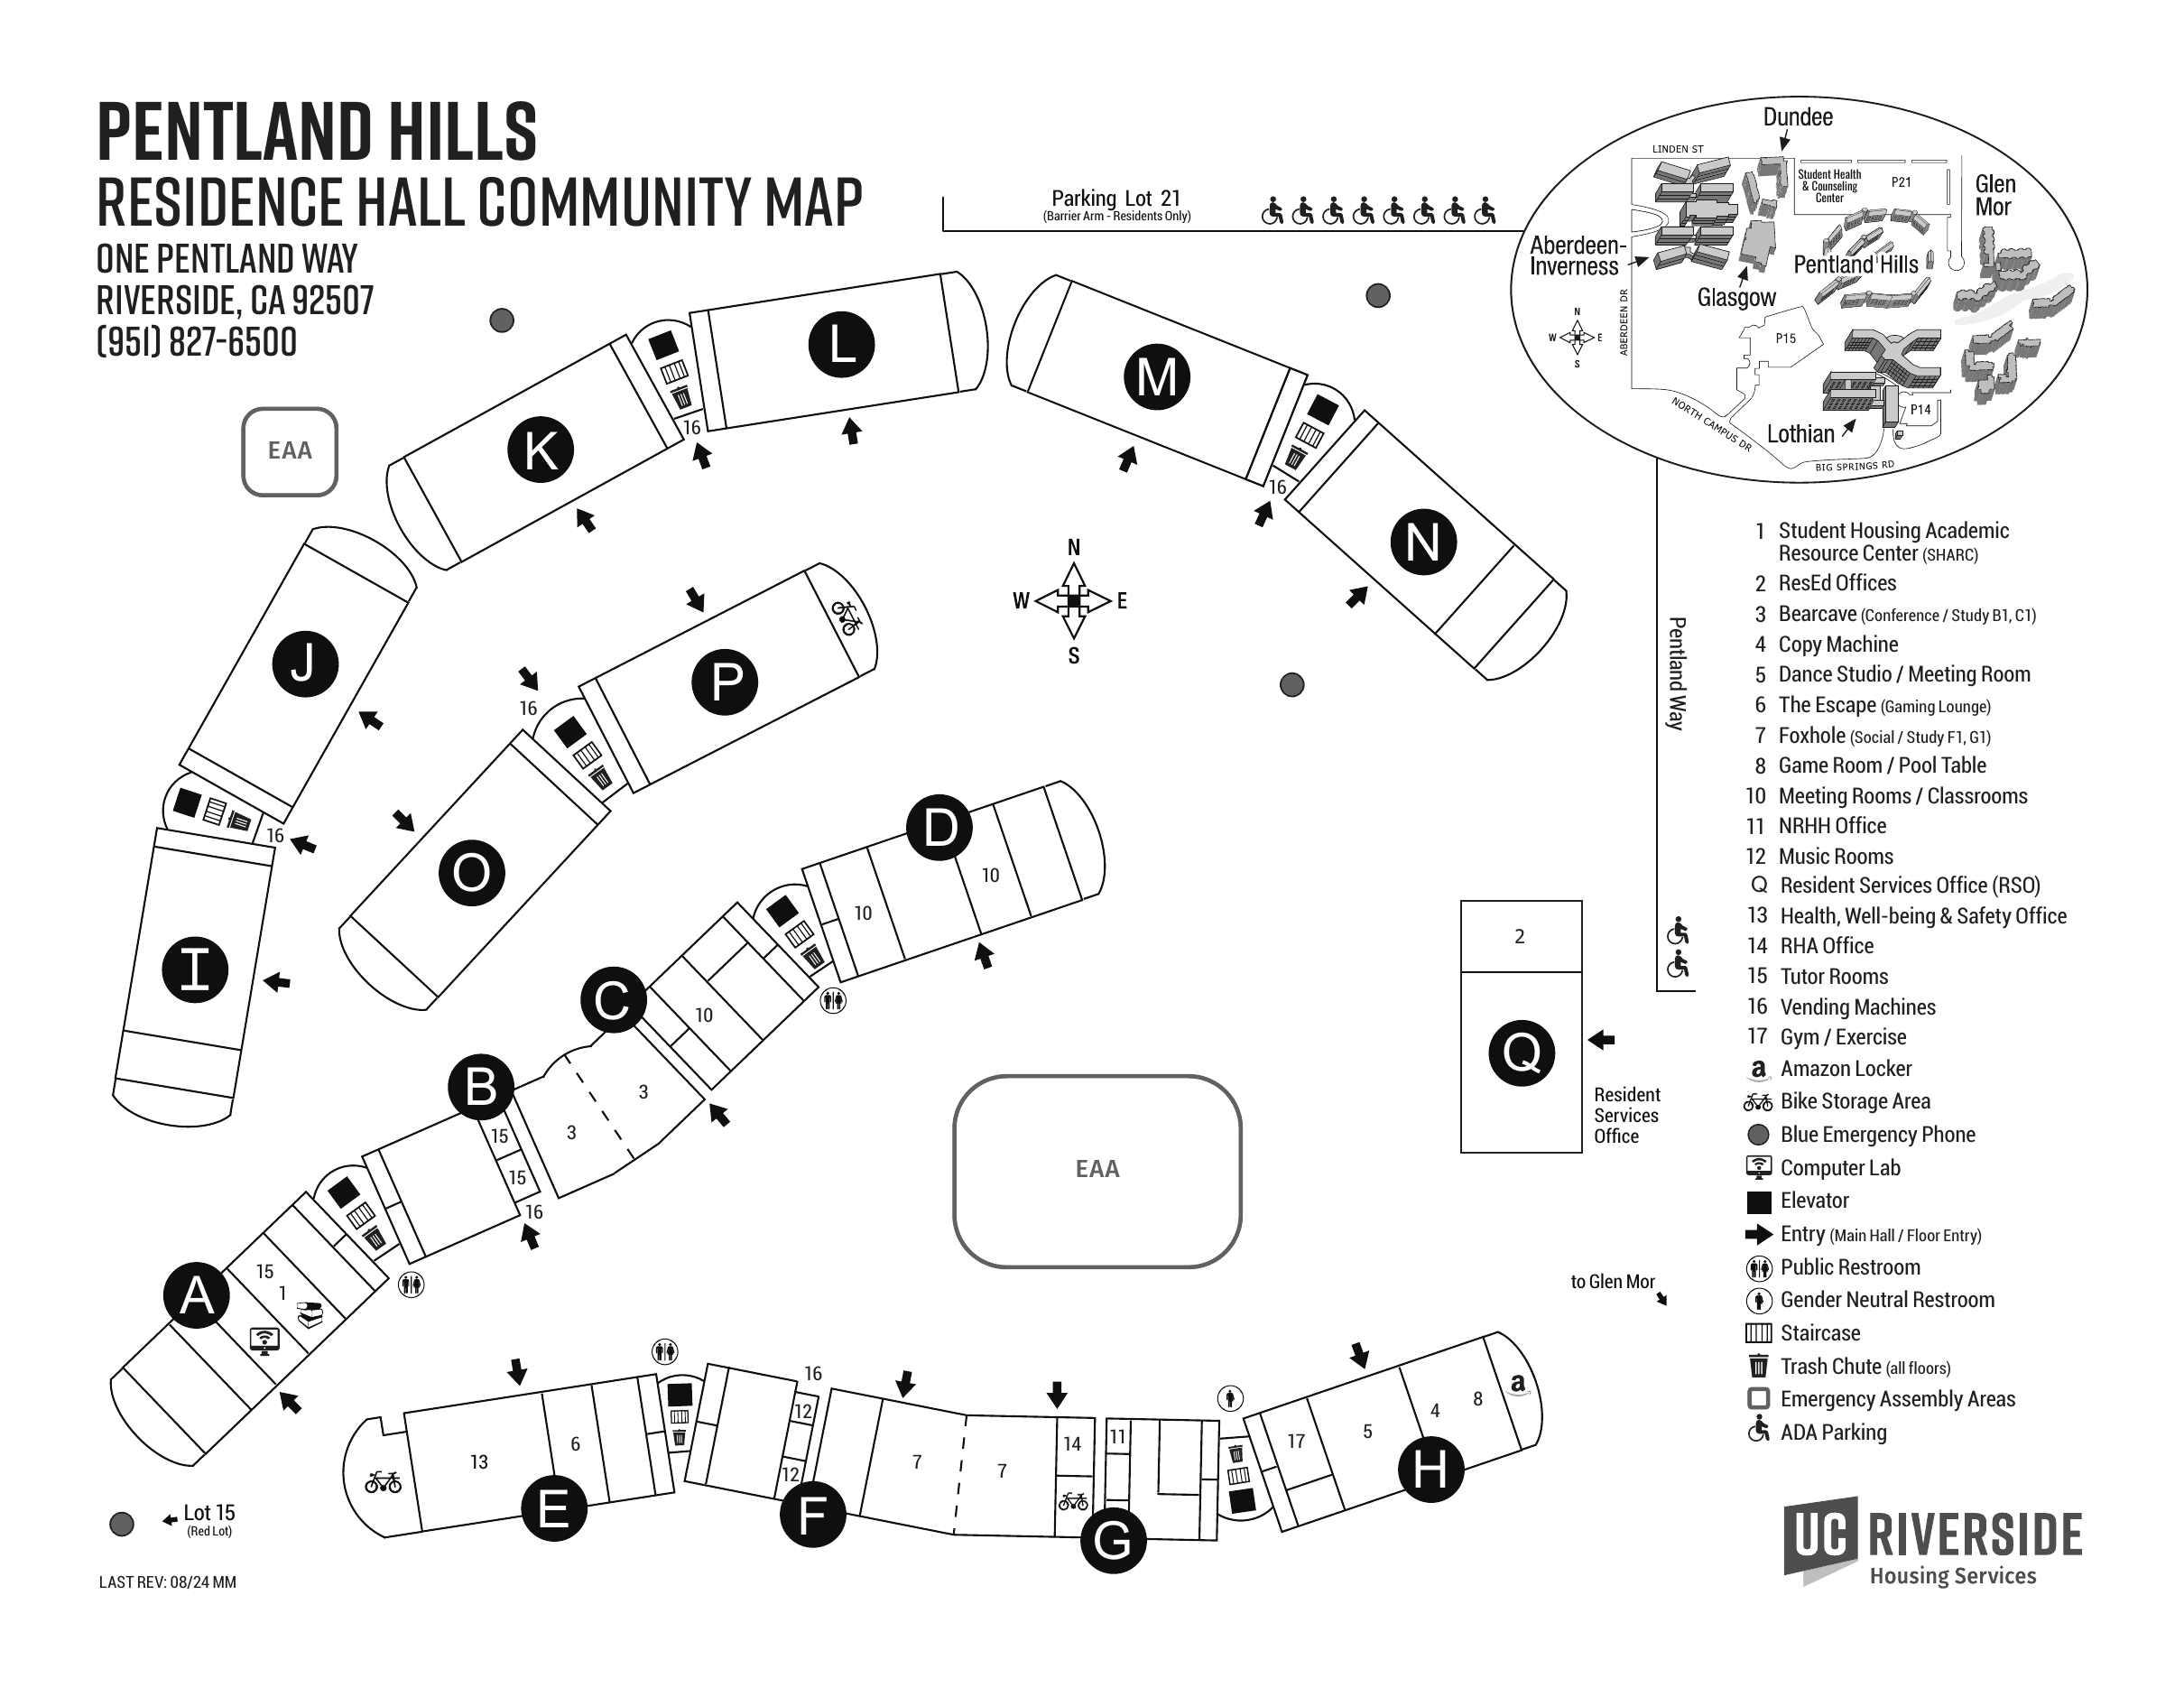 PENTLAND HILLS
RESIDENCE HALL COMMUNITY MAP
ONE PENTLAND WAY
RIVERSIDE, CA 92507
(951) 827-6500
Parking Lot 21
(Barrier Arm - Residents Only)
Dundee
LINDEN ST
Student Health
& Counseling
Center
P21
Glen
Mor
Aberdeen-
Inverness
Pentland Hills
Glasgow
ABERDEEN DR
N
W
E
S
P15
P14
NORTH CAMPUS DR
Lothian
BIG SPRINGS RD
L
M
K
16
16
N
EAA
J
N
W
E
S
P
16
O
16
I
D
10
10
C
10
B
3
3
15
15
16
A
15
1
EAA
Pentland Way
2
Q
Resident
Services
Office
to Glen Mor
13
6
E
16
12
12
F
7
7
14
11
G
17
5
4
8
a
H
Lot 15
(Red Lot)
LAST REV: 08/24 MM
1 Student Housing Academic
Resource Center (SHARC)
2 ResEd Offices
3 Bearcave (Conference / Study B1, C1)
4 Copy Machine
5 Dance Studio / Meeting Room
6 The Escape (Gaming Lounge)
7 Foxhole (Social / Study F1, G1)
8 Game Room / Pool Table
10 Meeting Rooms / Classrooms
11 NRHH Office
12 Music Rooms
Q Resident Services Office (RSO)
13 Health, Well-being & Safety Office
14 RHA Office
15 Tutor Rooms
16 Vending Machines
17 Gym / Exercise
a Amazon Locker
Bike Storage Area
Blue Emergency Phone
Computer Lab
Elevator
Entry (Main Hall / Floor Entry)
Public Restroom
Gender Neutral Restroom
Staircase
Trash Chute (all floors)
Emergency Assembly Areas
ADA Parking
UC RIVERSIDE
Housing Services